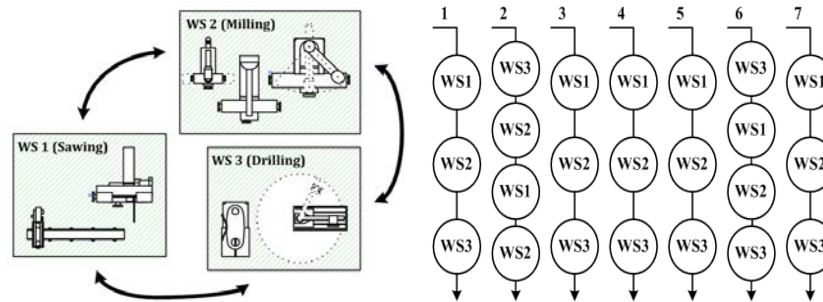 WS 2 (Milling)
WS 1 (Sawing)
WS 3 (Drilling)
1 2 3 4 5 6 7
WS1 WS3 WS1 WS1 WS1 WS3 WS1
WS2 WS1
WS2 WS2 WS2 WS2 WS2
WS1 WS2
WS3 WS2 WS3 WS3 WS3 WS3 WS3